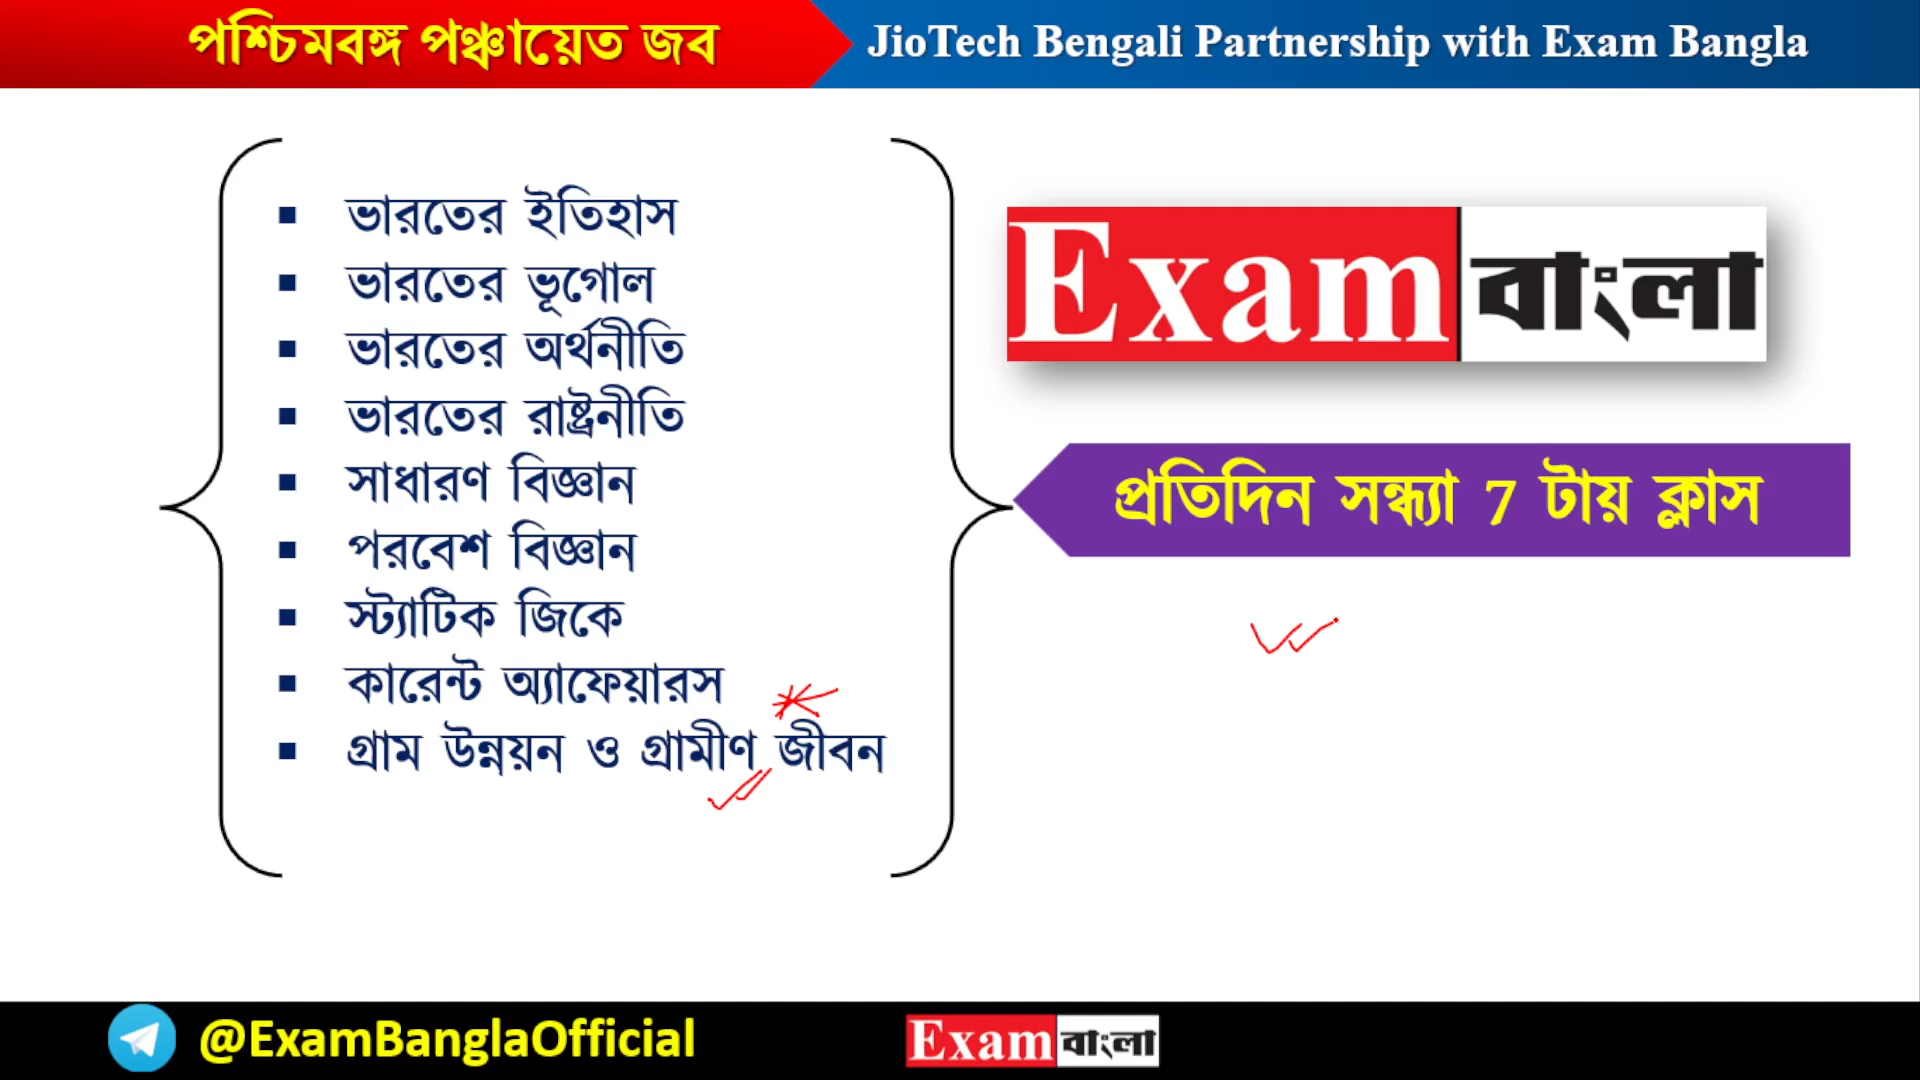 পশ্চিমবঙ্গ পঞ্চায়েত জব
JioTech Bengali Partnership with Exam Bangla
▪ ভারতের ইতিহাস
▪ ভারতের ভূগোল
▪ ভারতের অর্থনীতি
▪ ভারতের রাষ্ট্রনীতি
▪ সাধারণ বিজ্ঞান
▪ পরবেশ বিজ্ঞান
▪ স্ট্যাটিক জিকে
▪ কারেন্ট অ্যাফেয়ারস
▪ গ্রাম উন্নয়ন ও গ্রামীণ জীবন
Exam বাংলা
প্রতিদিন সন্ধ্যা 7 টায় ক্লাস
@ExamBanglaOfficial
Exam বাংলা